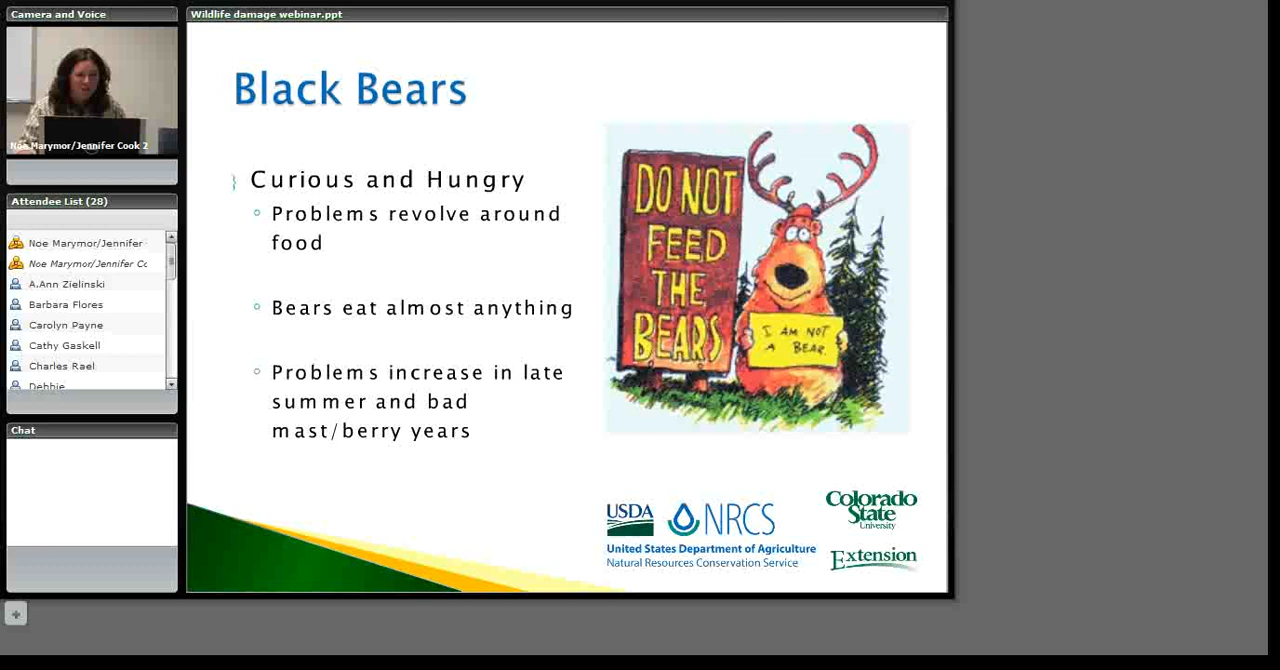 Camera and Voice
Noe Marymor/Jennifer Cook 2
Attendee List (28)
Noe Marymor/Jennifer
Noe Marymor/Jennifer Co
A.Ann Zielinski
Barbara Flores
Carolyn Payne
Cathy Gaskell
Charles Rael
Debbie
Chat
Wildlife damage webinar.ppt
Black Bears
Curious and Hungry
Problems revolve around
food
Bears eat almost anything
Problems increase in late
summer and bad
mast/berry years
DO NOT
FEED
THE
BEARS
I AM NOT
A BEAR.
USDA
NRCS
United States Department of Agriculture
Natural Resources Conservation Service
Colorado
State
University
Extension